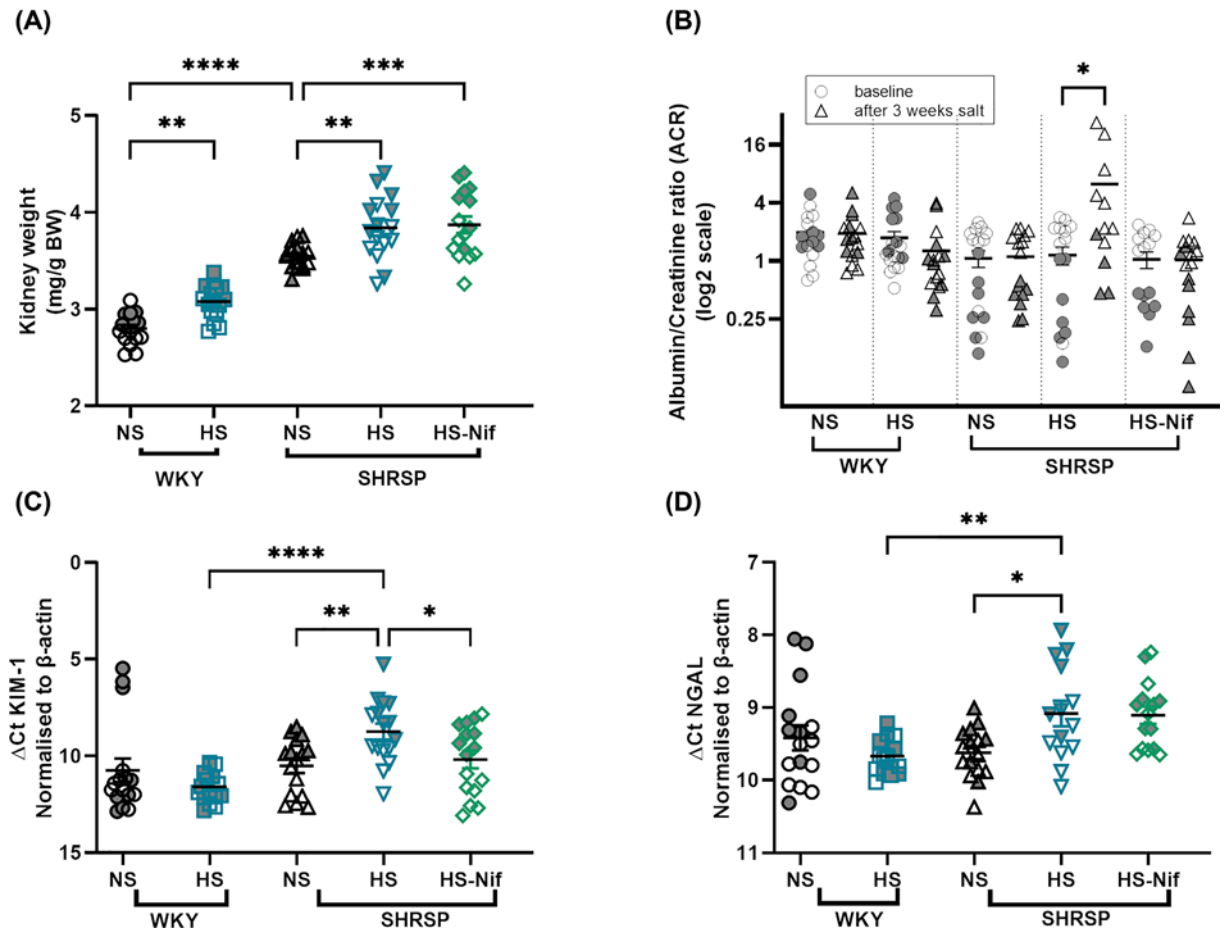 (A)
**** ***
** **
Kidney weight
(mg/g BW)
5
4
3
2
NS HS NS HS HS-Nif
WKY SHRSP
(B)
*
baseline
after 3 weeks salt
Albumin/Creatinine ratio (ACR)
(log2 scale)
16
4
1
0.25
NS HS NS HS HS-Nif
WKY SHRSP
(C)
****
** *
ΔCt KIM-1
Normalised to β-actin
0
5
10
15
NS HS NS HS HS-Nif
WKY SHRSP
(D)
**
*
ΔCt NGAL
Normalised to β-actin
7
8
9
10
11
NS HS NS HS HS-Nif
WKY SHRSP